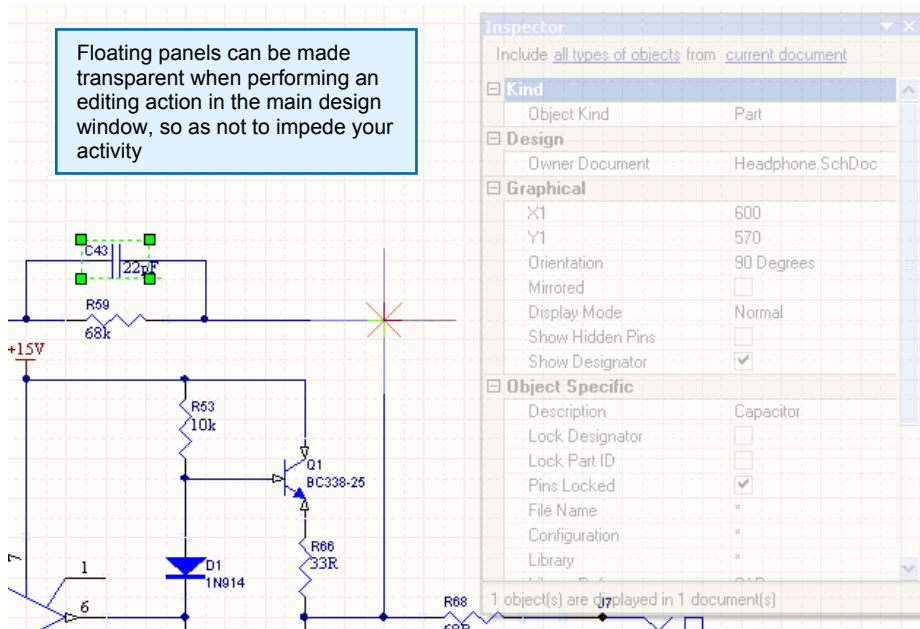 Floating panels can be made
transparent when performing an
editing action in the main design
window, so as not to impede your
activity
Inspector
Include all types of objects from current document
Kind
Object Kind Part
Design
Owner Document Headphone.SchDoc
Graphical
X1 600
Y1 570
Orientation 90 Degrees
Mirrored
Display Mode Normal
Show Hidden Pins
Show Designator
Object Specific
Description Capacitor
Lock Designator
Lock Part ID
Pins Locked
File Name *
Configuration *
Library *
1 object(s) are displayed in 1 document(s)
C43
22pF
R59
68k
+15V
R53
10k
Q1
BC338-25
R66
33R
D1
1N914
7
1
6
R68
68R
J7